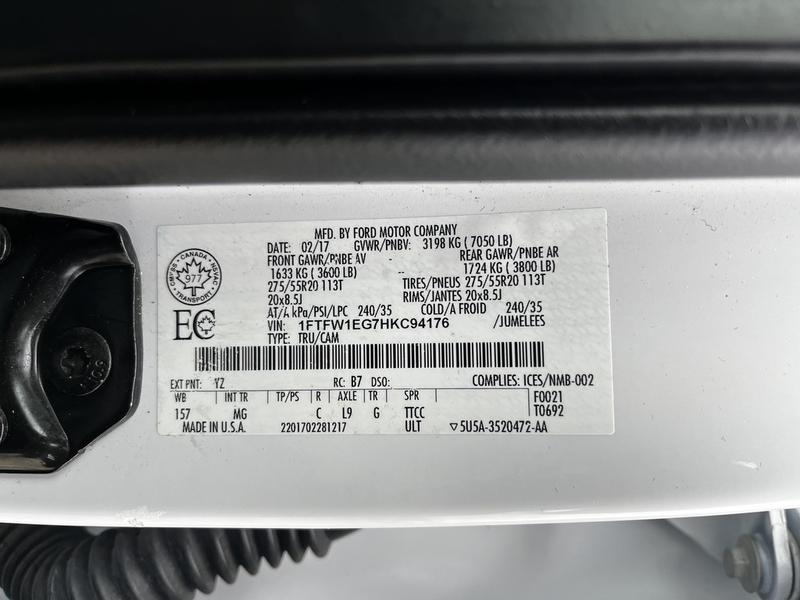 MFD. BY FORD MOTOR COMPANY
DATE: 02/17 GVWR/PNBV: 3198 KG ( 7050 LB)
FRONT GAWR/PNBE AV REAR GAWR/PNBE AR
1633 KG ( 3600 LB) -- 1724 KG ( 3800 LB)
275/55R20 113T TIRES/PNEUS 275/55R20 113T
20x8.5J RIMS/JANTES 20x8.5J
AT/A kPa/PSI/LPC 240/35 COLD/A FROID 240/35
VIN: 1FTFW1EG7HKC94176 /JUMELEES
TYPE: TRU/CAM
CANADA
977
TRANSPORT
EC
EXT PNT: YZ RC: B7 DSO: COMPLIES: ICES/NMB-002
WB INT TR TP/PS R AXLE TR SPR F0021
157 MG C L9 G TTCC T0692
MADE IN U.S.A. 2201702281217 ULT ▽5U5A-3520472-AA